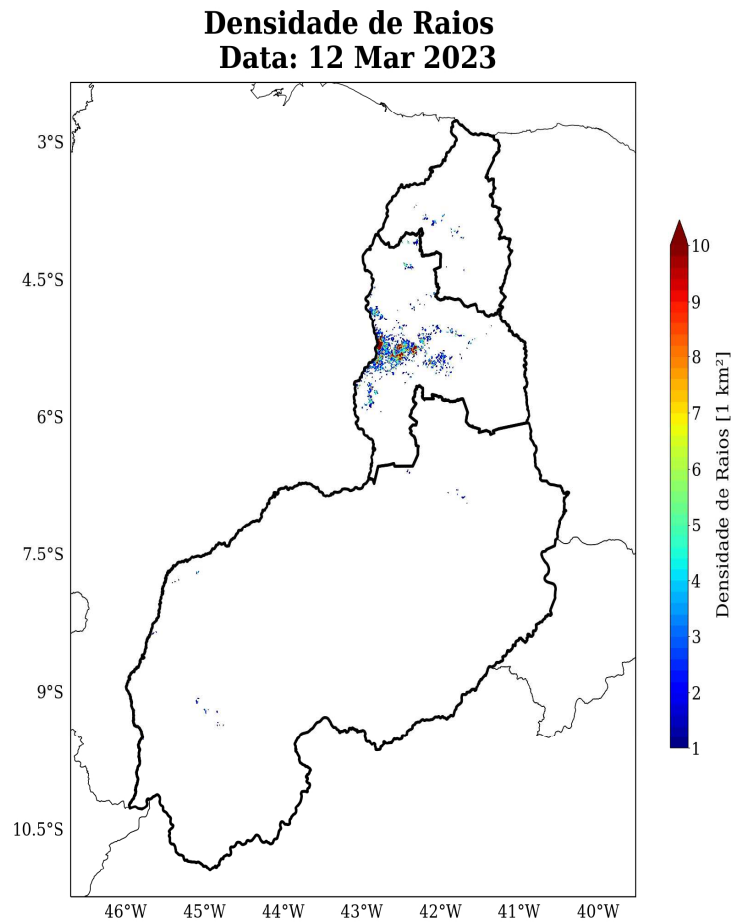 Densidade de Raios
Data: 12 Mar 2023
3°S
4.5°S
6°S
7.5°S
9°S
10.5°S
46°W 45°W 44°W 43°W 42°W 41°W 40°W
10
9
8
7
6
5
4
3
2
1
Densidade de Raios [1 km²]